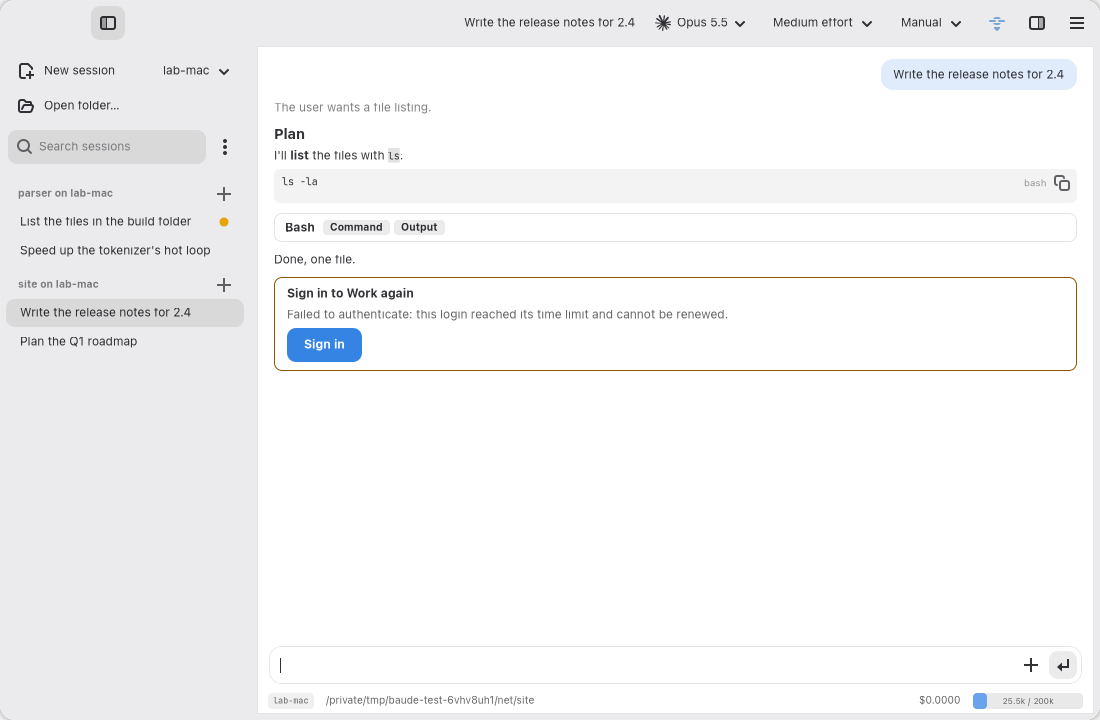 Write the release notes for 2.4
Opus 5.5
Medium effort
Manual
New session
lab-mac
Open folder...
Search sessions
parser on lab-mac
List the files in the build folder
Speed up the tokenizer's hot loop
site on lab-mac
Write the release notes for 2.4
Plan the Q1 roadmap
Write the release notes for 2.4
The user wants a file listing.
Plan
I'll list the files with ls.
ls -la
bash
Bash Command Output
Done, one file.
Sign in to Work again
Failed to authenticate: this login reached its time limit and cannot be renewed.
Sign in
lab-mac
/private/tmp/baude-test-6vhv8uh1/net/site
$0.0000
25.5k / 200k